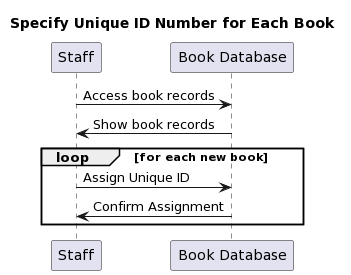 Specify Unique ID Number for Each Book
Staff
Book Database
Access book records
Show book records
loop
[for each new book]
Assign Unique ID
Confirm Assignment
Staff
Book Database